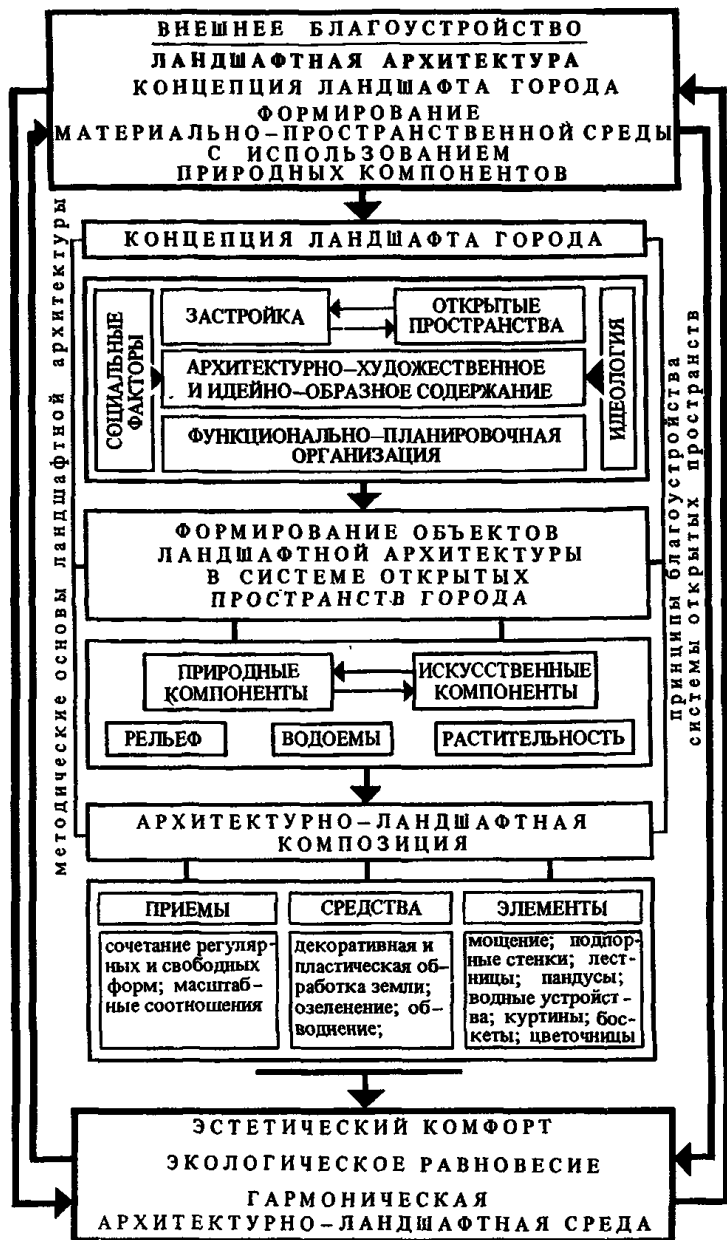 ВНЕШНЕЕ БЛАГОУСТРОЙСТВО
ЛАНДШАФТНАЯ АРХИТЕКТУРА
КОНЦЕПЦИЯ ЛАНДШАФТА ГОРОДА
ФОРМИРОВАНИЕ
МАТЕРИАЛЬНО–ПРОСТРАНСТВЕННОЙ СРЕДЫ
С ИСПОЛЬЗОВАНИЕМ
ПРИРОДНЫХ КОМПОНЕНТОВ
методические основы ландшафтной архитектуры
КОНЦЕПЦИЯ ЛАНДШАФТА ГОРОДА
СОЦИАЛЬНЫЕ
ФАКТОРЫ
ЗАСТРОЙКА
ОТКРЫТЫЕ
ПРОСТРАНСТВА
АРХИТЕКТУРНО–ХУДОЖЕСТВЕННОЕ
И ИДЕЙНО–ОБРАЗНОЕ СОДЕРЖАНИЕ
ФУНКЦИОНАЛЬНО–ПЛАНИРОВОЧНАЯ
ОРГАНИЗАЦИЯ
ИДЕОЛОГИЯ
принципы благоустройства
системы открытых пространств
ФОРМИРОВАНИЕ ОБЪЕКТОВ
ЛАНДШАФТНОЙ АРХИТЕКТУРЫ
В СИСТЕМЕ ОТКРЫТЫХ
ПРОСТРАНСТВ ГОРОДА
ПРИРОДНЫЕ
КОМПОНЕНТЫ
ИСКУССТВЕННЫЕ
КОМПОНЕНТЫ
РЕЛЬЕФ
ВОДОЕМЫ
РАСТИТЕЛЬНОСТЬ
АРХИТЕКТУРНО–ЛАНДШАФТНАЯ
КОМПОЗИЦИЯ
ПРИЕМЫ
сочетание регуляр-
ных и свободных
форм; масштаб-
ные соотношения
СРЕДСТВА
декоративная и
пластическая об-
работка земли;
озеленение; об-
воднение;
ЭЛЕМЕНТЫ
мощение; подпор-
ные стенки; лест-
ницы; пандусы;
водные устройст-
ва; куртины; бос-
кеты; цветочницы
ЭСТЕТИЧЕСКИЙ КОМФОРТ
ЭКОЛОГИЧЕСКОЕ РАВНОВЕСИЕ
ГАРМОНИЧЕСКАЯ
АРХИТЕКТУРНО–ЛАНДШАФТНАЯ СРЕДА